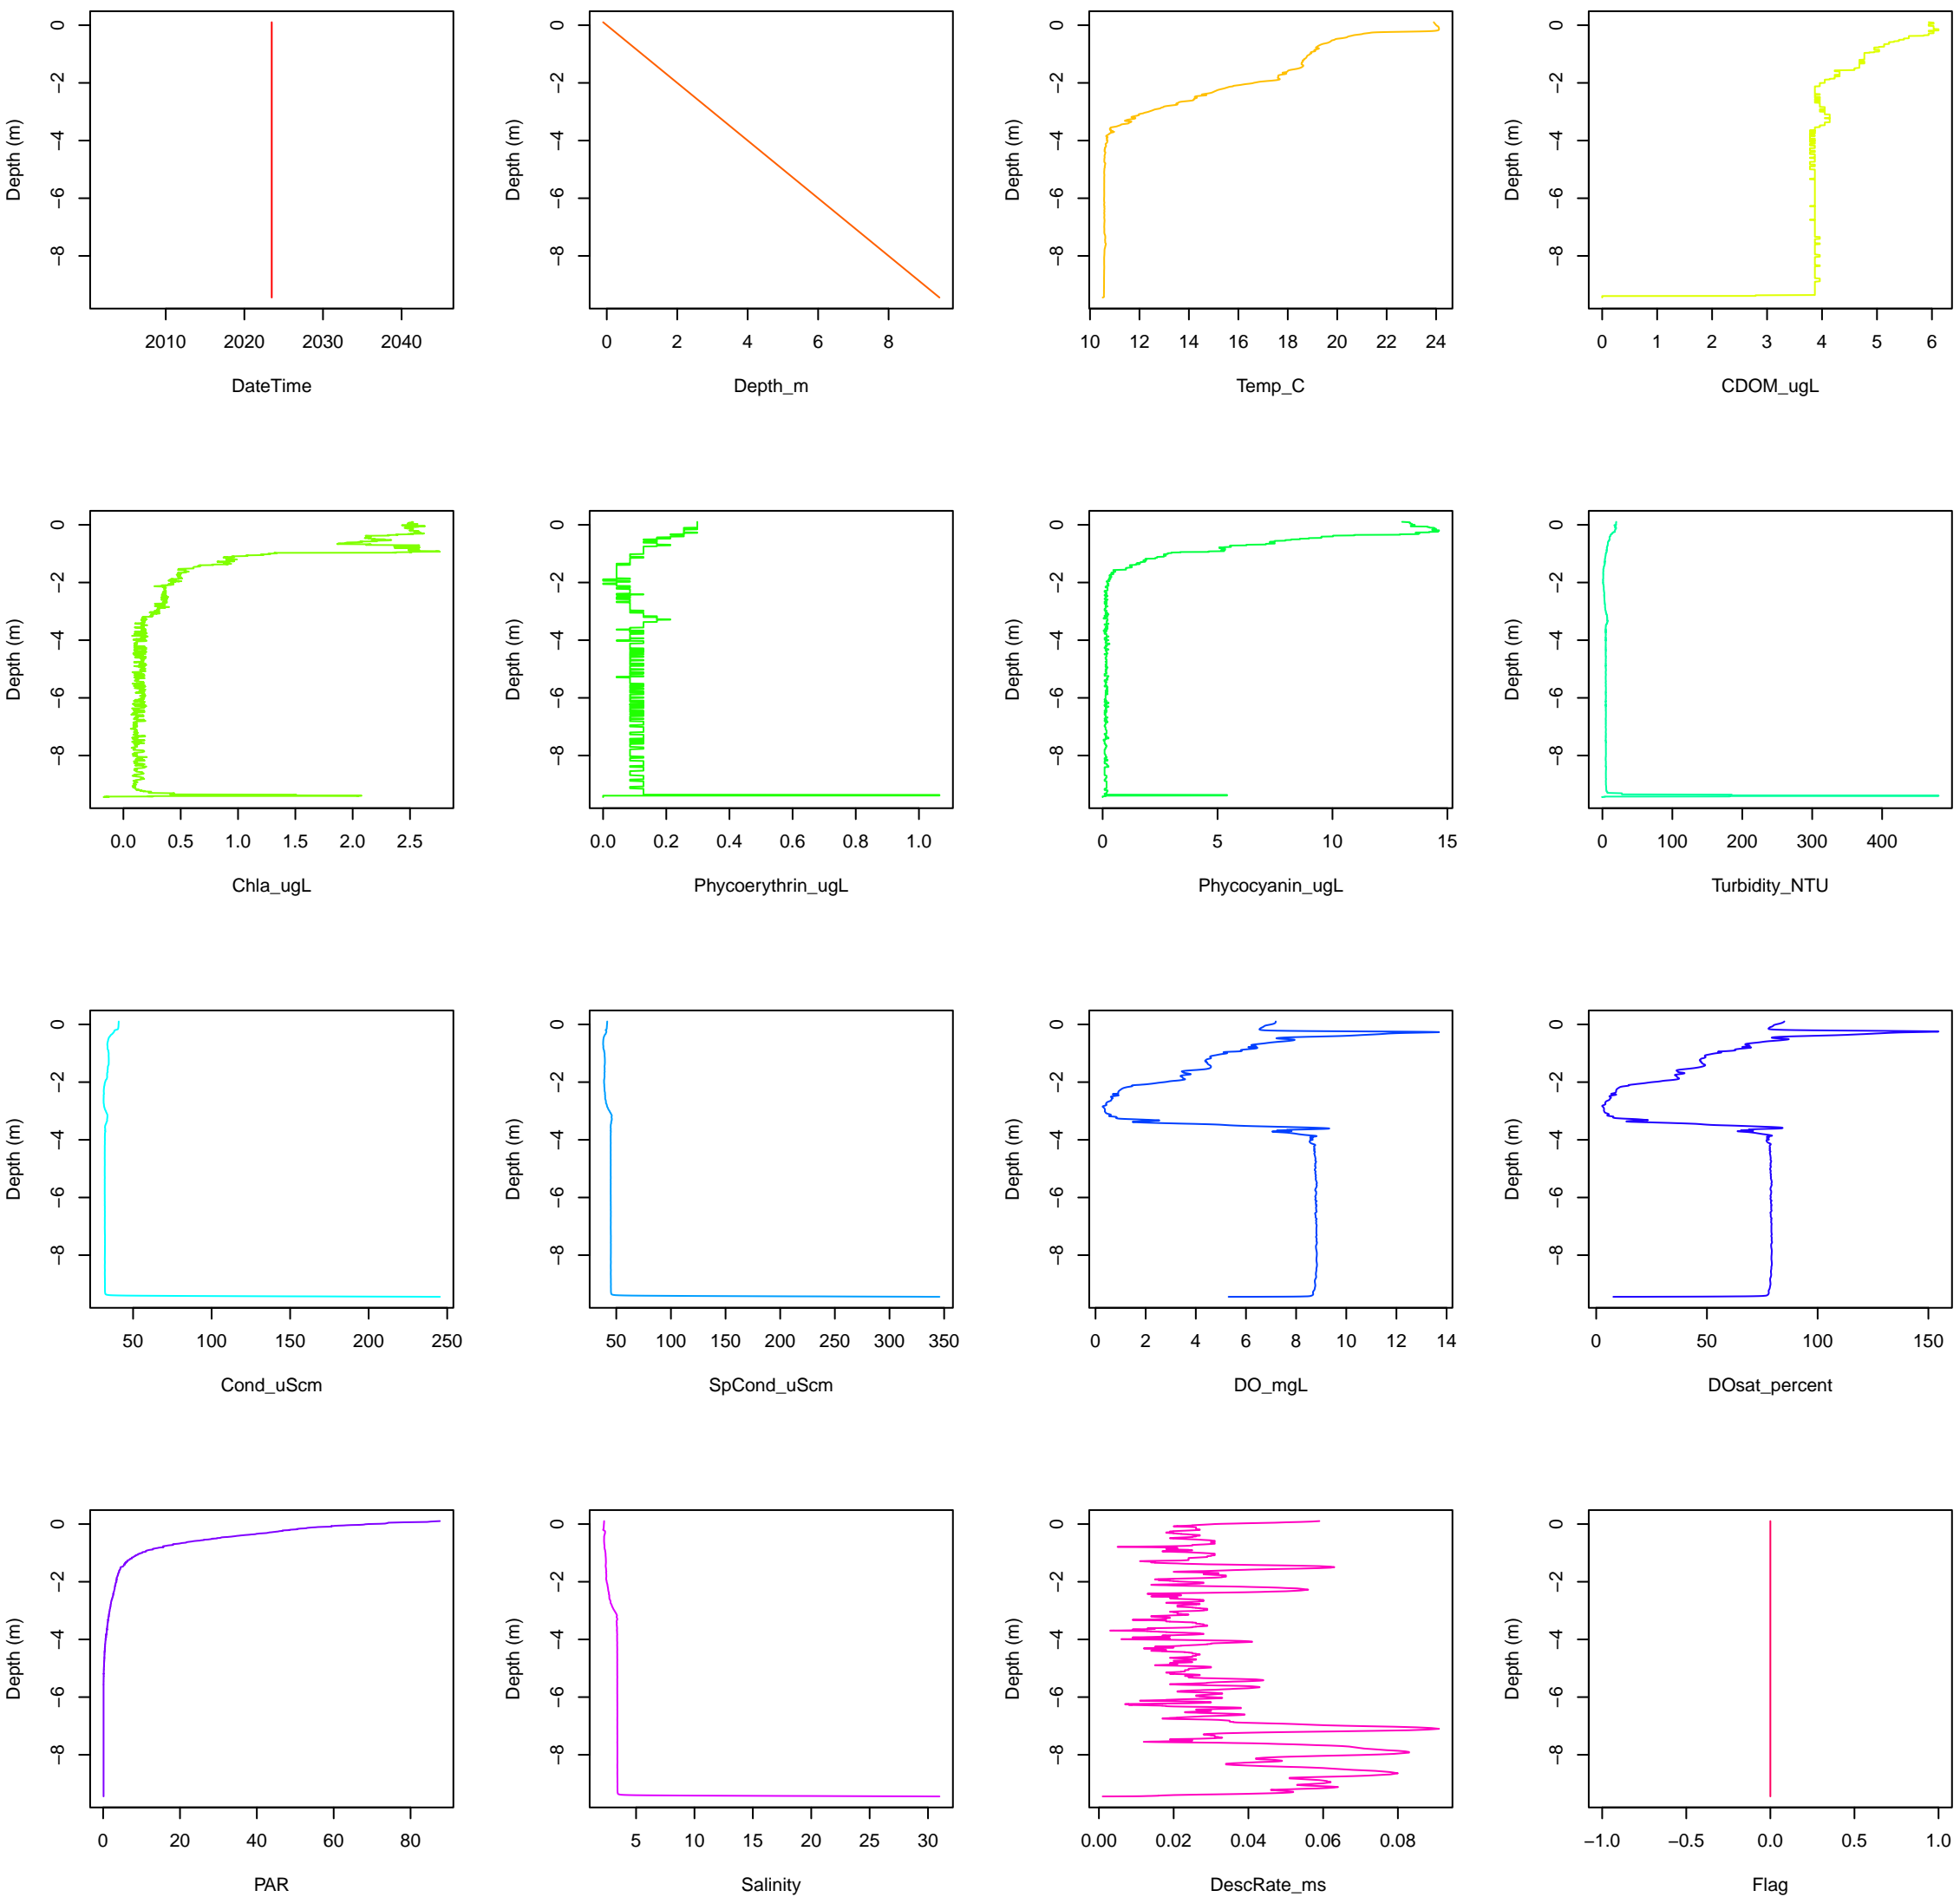 Depth (m)
0
−2
−4
−6
−8
2010 2020 2030 2040
DateTime
Depth (m)
0
−2
−4
−6
−8
0 2 4 6 8
Depth_m
Depth (m)
0
−2
−4
−6
−8
10 12 14 16 18 20 22 24
Temp_C
Depth (m)
0
−2
−4
−6
−8
0 1 2 3 4 5 6
CDOM_ugL
Depth (m)
0
−2
−4
−6
−8
0.0 0.5 1.0 1.5 2.0 2.5
Chla_ugL
Depth (m)
0
−2
−4
−6
−8
0.0 0.2 0.4 0.6 0.8 1.0
Phycoerythrin_ugL
Depth (m)
0
−2
−4
−6
−8
0 5 10 15
Phycocyanin_ugL
Depth (m)
0
−2
−4
−6
−8
0 100 200 300 400
Turbidity_NTU
Depth (m)
0
−2
−4
−6
−8
50 100 150 200 250
Cond_uScm
Depth (m)
0
−2
−4
−6
−8
50 100 150 200 250 300 350
SpCond_uScm
Depth (m)
0
−2
−4
−6
−8
0 2 4 6 8 10 12 14
DO_mgL
Depth (m)
0
−2
−4
−6
−8
0 50 100 150
DOsat_percent
Depth (m)
0
−2
−4
−6
−8
0 20 40 60 80
PAR
Depth (m)
0
−2
−4
−6
−8
5 10 15 20 25 30
Salinity
Depth (m)
0
−2
−4
−6
−8
0.00 0.02 0.04 0.06 0.08
DescRate_ms
Depth (m)
0
−2
−4
−6
−8
−1.0 −0.5 0.0 0.5 1.0
Flag